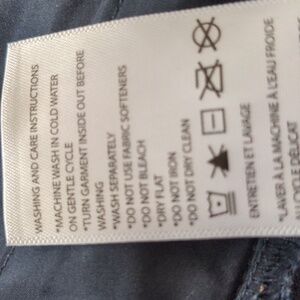 WASHING AND CARE INSTRUCTIONS
*MACHINE WASH IN COLD WATER
ON GENTLE CYCLE
*TURN GARMENT INSIDE OUT BEFORE
WASHING
*WASH SEPARATELY
*DO NOT USE FABRIC SOFTENERS
*DO NOT BLEACH
*DRY FLAT
*DO NOT IRON
*DO NOT DRY CLEAN
ENTRETIEN ET LAVAGE
*LAVER A LA MACHINE À L'EAU FROIDE
CYCLE DÉLICAT